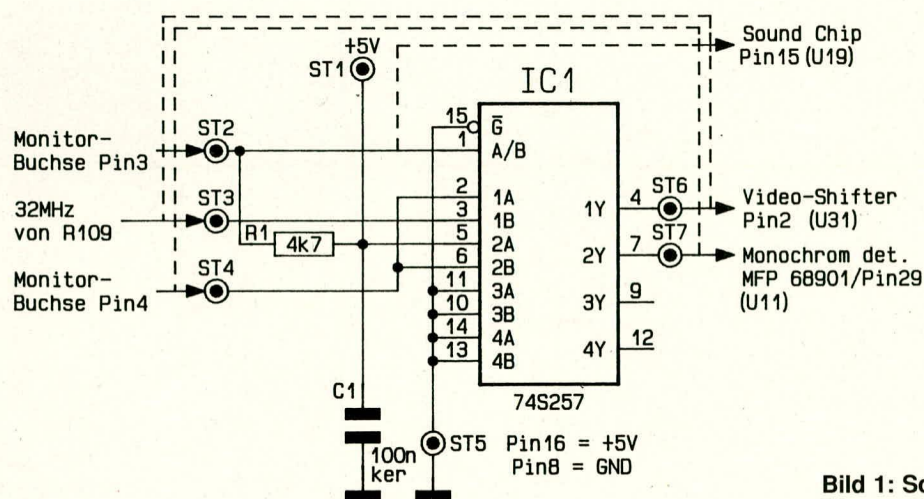 +5V
ST1
Sound Chip
Pin15 (U19)
IC1
Monitor-
Buchse Pin3
ST2
15
G̅
1
A/B
32MHz
von R109
ST3
R1
4k7
2
1A
3
1B
5
2A
6
2B
11
3A
10
3B
14
4A
13
4B
1Y
4
ST6
Video-Shifter
Pin2 (U31)
2Y
7
ST7
Monochrom det.
MFP 68901/Pin29
(U11)
3Y
9
4Y
12
Monitor-
Buchse Pin4
ST4
74S257
C1
100n
ker
ST5
Pin16 = +5V
Pin8 = GND
Bild 1: Sc